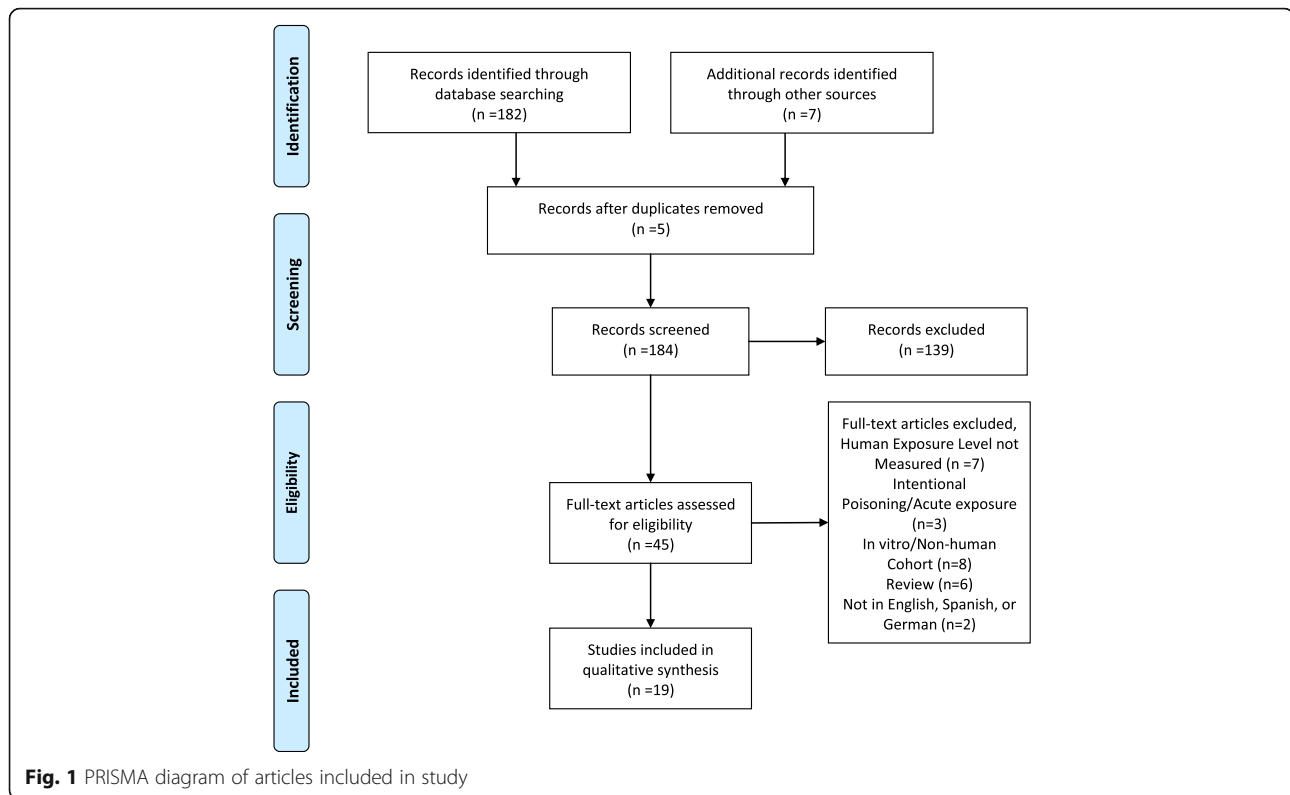 Identification
Records identified through
database searching
(n =182)
Additional records identified
through other sources
(n =7)
Records after duplicates removed
(n =5)
Screening
Records screened
(n =184)
Records excluded
(n =139)
Eligibility
Full-text articles assessed
for eligibility
(n =45)
Full-text articles excluded,
Human Exposure Level not
Measured (n =7)
Intentional
Poisoning/Acute exposure
(n=3)
In vitro/Non-human
Cohort (n=8)
Review (n=6)
Not in English, Spanish, or
German (n=2)
Included
Studies included in
qualitative synthesis
(n =19)
Fig. 1 PRISMA diagram of articles included in study